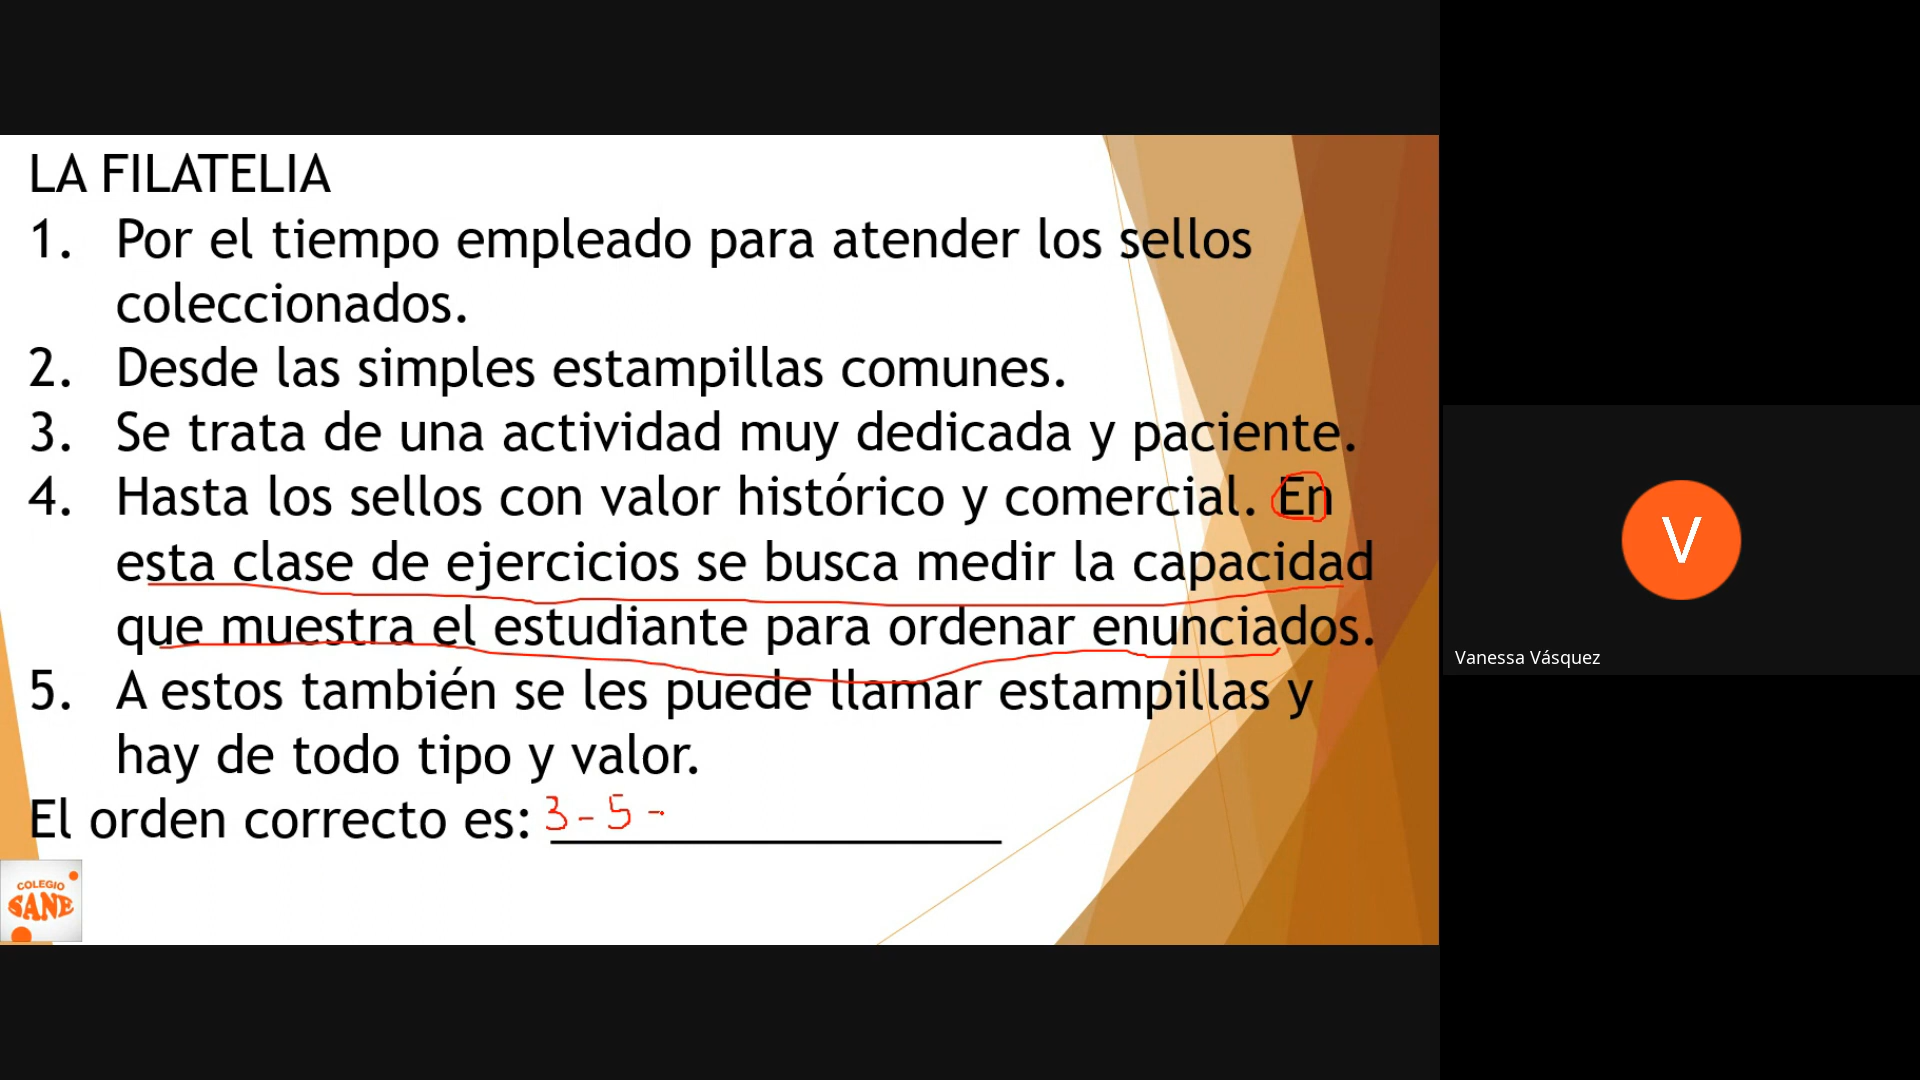 LA FILATELIA
1. Por el tiempo empleado para atender los sellos
coleccionados.
2. Desde las simples estampillas comunes.
3. Se trata de una actividad muy dedicada y paciente.
4. Hasta los sellos con valor histórico y comercial. En
esta clase de ejercicios se busca medir la capacidad
que muestra el estudiante para ordenar enunciados.
5. A estos también se les puede llamar estampillas y
hay de todo tipo y valor.
El orden correcto es: 3 - 5 -
COLEGIO
SANE
V
Vanessa Vásquez